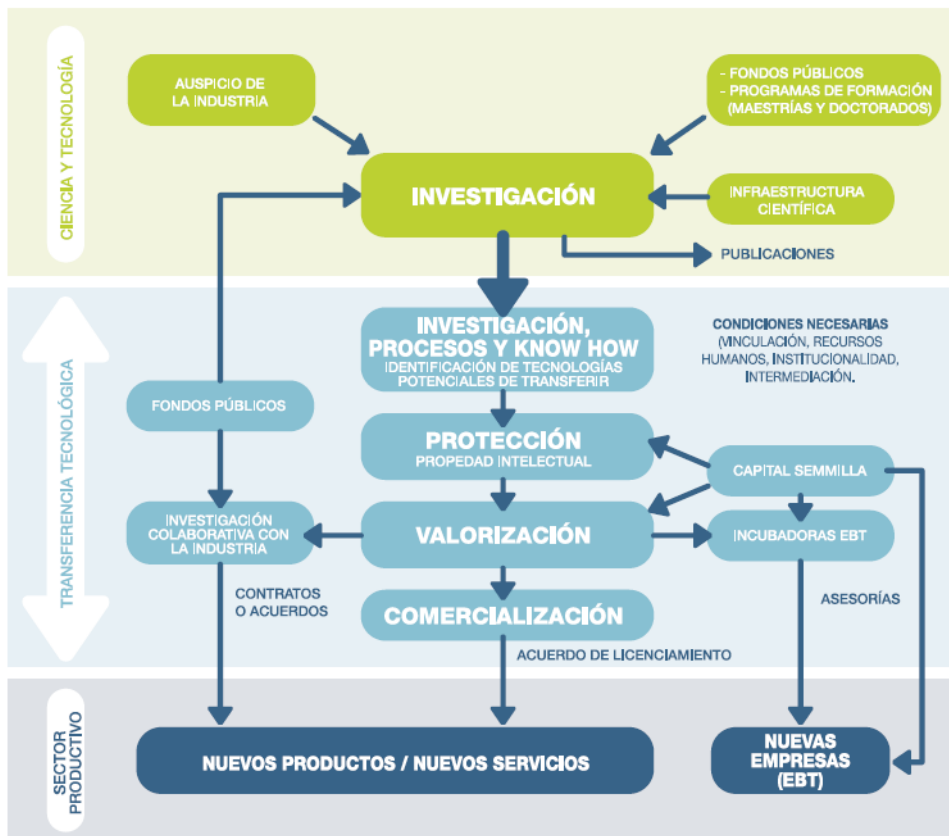 CIENCIA Y TECNOLOGÍA
AUSPICIO DE
LA INDUSTRIA
- FONDOS PÚBLICOS
- PROGRAMAS DE FORMACIÓN
(MAESTRÍAS Y DOCTORADOS)
INVESTIGACIÓN
INFRAESTRUCTURA
CIENTÍFICA
PUBLICACIONES
TRANSFERENCIA TECNOLÓGICA
INVESTIGACIÓN,
PROCESOS Y KNOW HOW
IDENTIFICACIÓN DE TECNOLOGÍAS
POTENCIALES DE TRANSFERIR
CONDICIONES NECESARIAS
(VINCULACIÓN, RECURSOS
HUMANOS, INSTITUCIONALIDAD,
INTERMEDIACIÓN.
FONDOS PÚBLICOS
PROTECCIÓN
PROPEDAD INTELECTUAL
CAPITAL SEMMILLA
INVESTIGACIÓN
COLABORATIVA CON
LA INDUSTRIA
VALORIZACIÓN
INCUBADORAS EBT
CONTRATOS
O ACUERDOS
COMERCIALIZACIÓN
ASESORÍAS
ACUERDO DE LICENCIAMIENTO
SECTOR
PRODUCTIVO
NUEVOS PRODUCTOS / NUEVOS SERVICIOS
NUEVAS
EMPRESAS
(EBT)